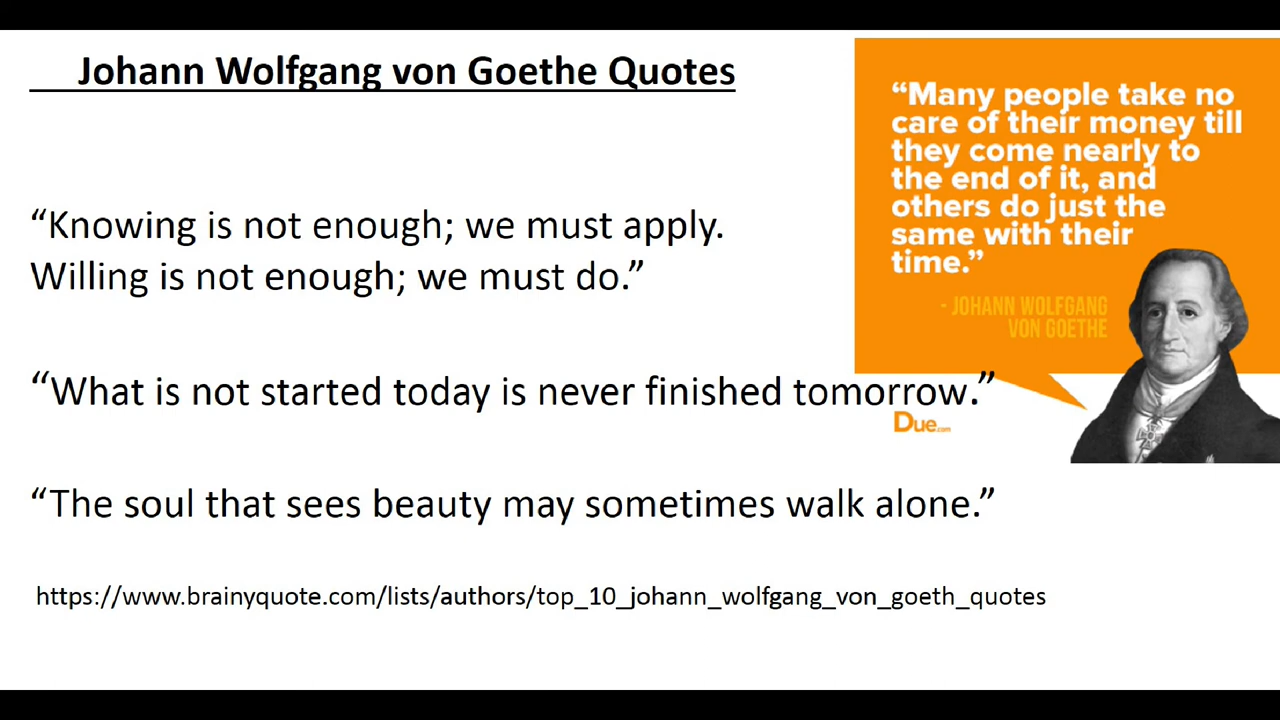 Johann Wolfgang von Goethe Quotes
“Many people take no
care of their money till
they come nearly to
the end of it, and
others do just the
same with their
time.”
- JOHANN WOLFGANG
VON GOETHE
Due.com
“Knowing is not enough; we must apply.
Willing is not enough; we must do.”
“What is not started today is never finished tomorrow.”
“The soul that sees beauty may sometimes walk alone.”
https://www.brainyquote.com/lists/authors/top_10_johann_wolfgang_von_goeth_quotes